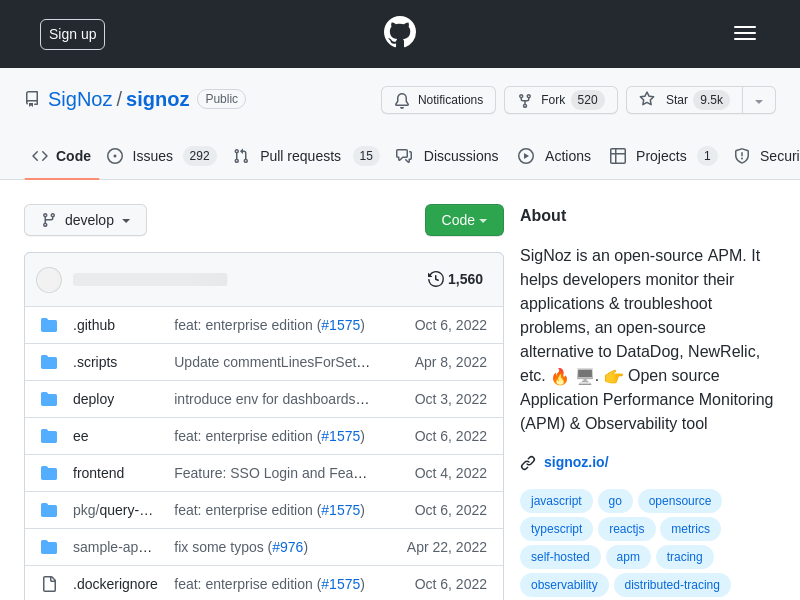 Sign up
SigNoz / signoz Public
Notifications Fork 520 Star 9.5k
Code Issues 292 Pull requests 15 Discussions Actions Projects 1 Securi
develop Code
1,560
.github feat: enterprise edition (#1575) Oct 6, 2022
.scripts Update commentLinesForSet… Apr 8, 2022
deploy introduce env for dashboards… Oct 3, 2022
ee feat: enterprise edition (#1575) Oct 6, 2022
frontend Feature: SSO Login and Fea… Oct 4, 2022
pkg/query-… feat: enterprise edition (#1575) Oct 6, 2022
sample-ap… fix some typos (#976) Apr 22, 2022
.dockerignore feat: enterprise edition (#1575) Oct 6, 2022
About
SigNoz is an open-source APM. It
helps developers monitor their
applications & troubleshoot
problems, an open-source
alternative to DataDog, NewRelic,
etc. 🔥 🖥. 👉 Open source
Application Performance Monitoring
(APM) & Observability tool
signoz.io/
javascript go opensource
typescript reactjs metrics
self-hosted apm tracing
observability distributed-tracing